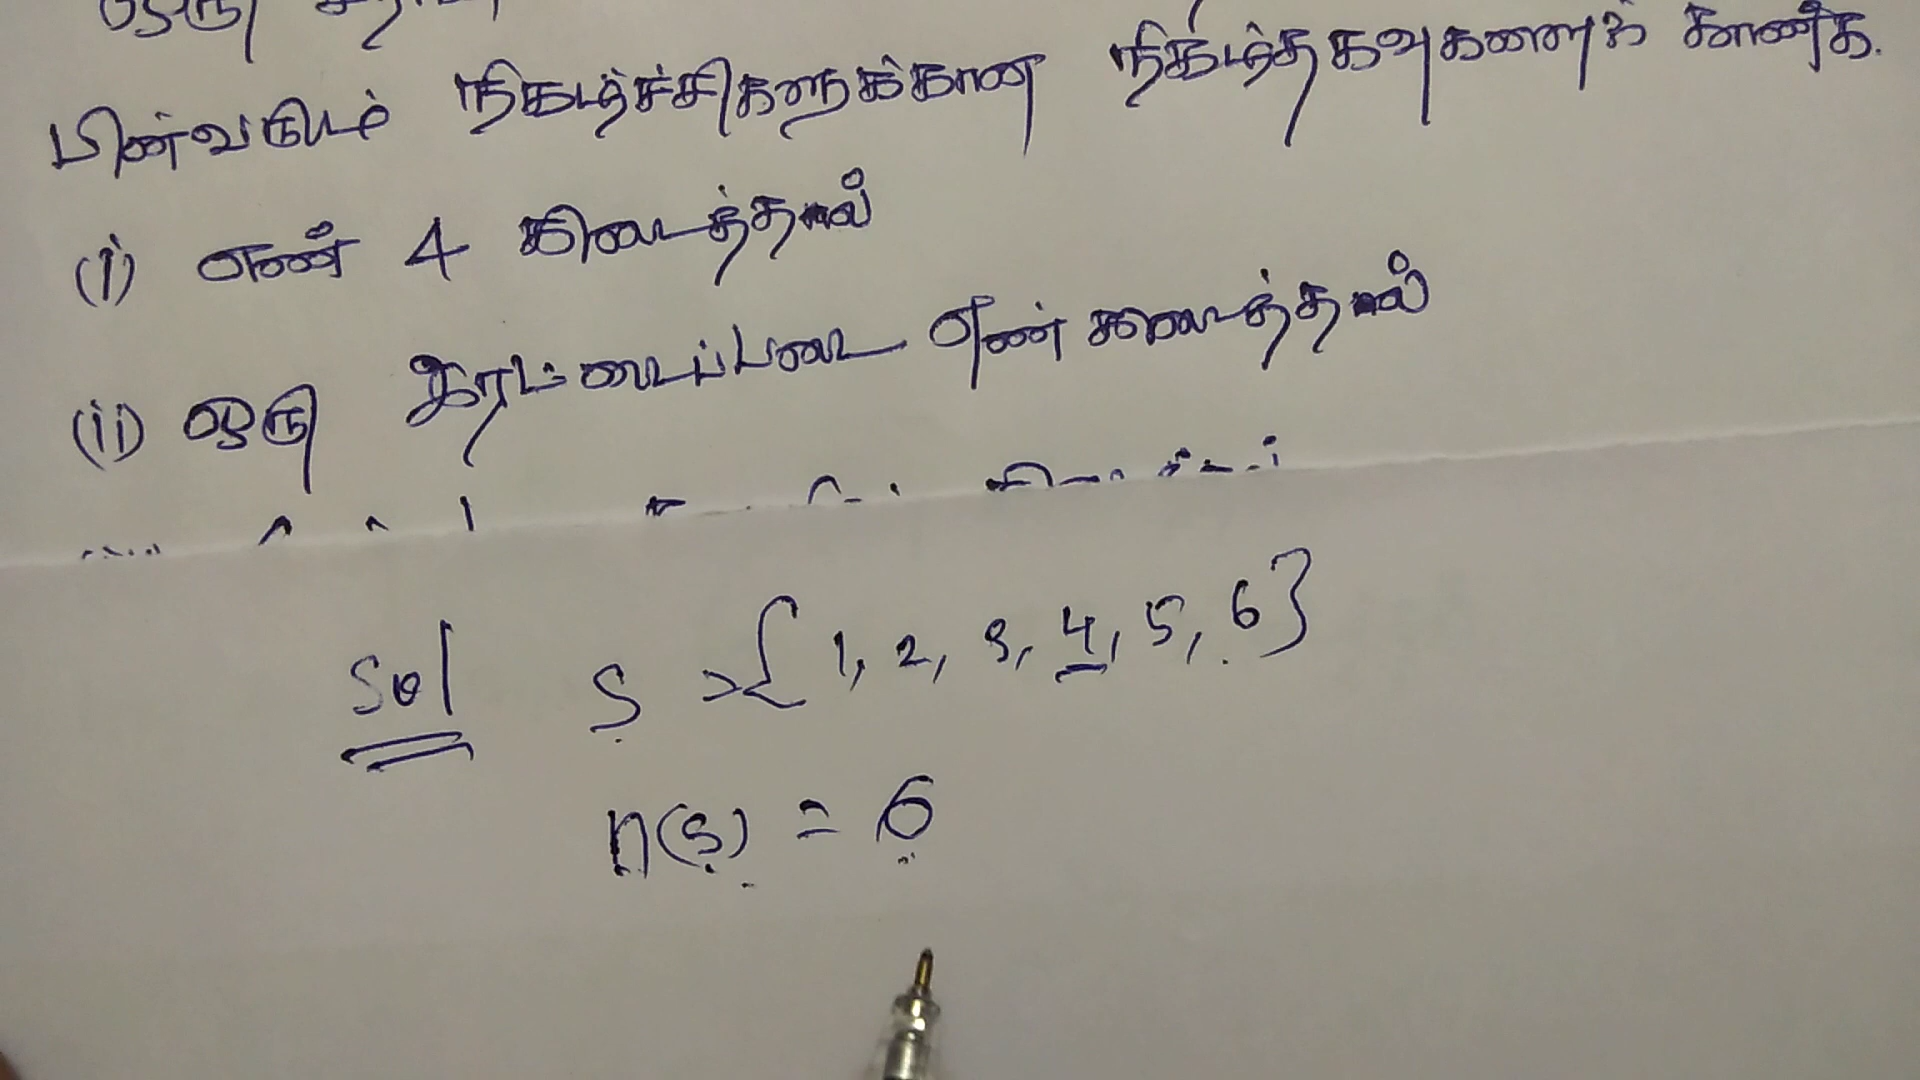 ஒரு
பின்வரும் நிகழ்ச்சிகளுக்கான நிகழ்தகவுகளைக் காண்க.
(i) எண் 4 கிடைத்தல்
(ii) ஒரு இரட்டைப்படை எண் கிடைத்தல்
Sol S = {1, 2, 3, 4, 5, 6}
n(S) = 6